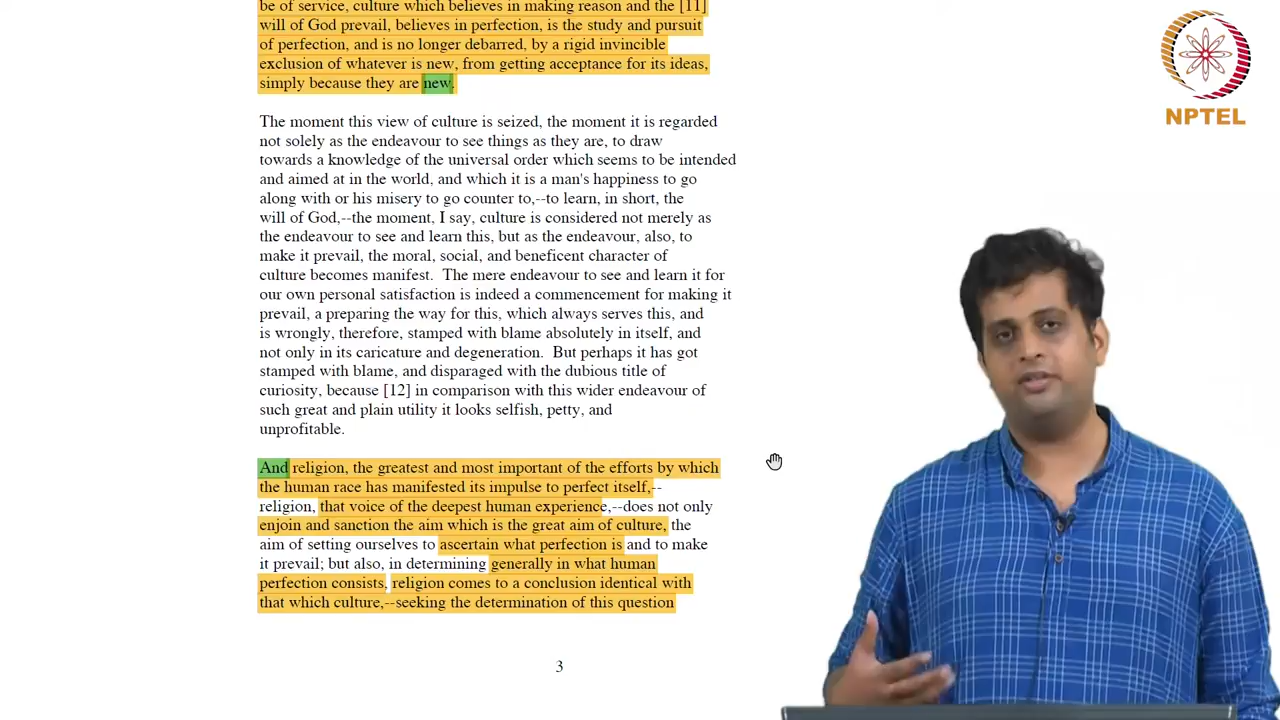 be of service, culture which believes in making reason and the [11]
will of God prevail, believes in perfection, is the study and pursuit
of perfection, and is no longer debarred, by a rigid invincible
exclusion of whatever is new, from getting acceptance for its ideas,
simply because they are new.
The moment this view of culture is seized, the moment it is regarded
not solely as the endeavour to see things as they are, to draw
towards a knowledge of the universal order which seems to be intended
and aimed at in the world, and which it is a man's happiness to go
along with or his misery to go counter to,--to learn, in short, the
will of God,--the moment, I say, culture is considered not merely as
the endeavour to see and learn this, but as the endeavour, also, to
make it prevail, the moral, social, and beneficent character of
culture becomes manifest.  The mere endeavour to see and learn it for
our own personal satisfaction is indeed a commencement for making it
prevail, a preparing the way for this, which always serves this, and
is wrongly, therefore, stamped with blame absolutely in itself, and
not only in its caricature and degeneration.  But perhaps it has got
stamped with blame, and disparaged with the dubious title of
curiosity, because [12] in comparison with this wider endeavour of
such great and plain utility it looks selfish, petty, and
unprofitable.
And religion, the greatest and most important of the efforts by which
the human race has manifested its impulse to perfect itself,--
religion, that voice of the deepest human experience,--does not only
enjoin and sanction the aim which is the great aim of culture, the
aim of setting ourselves to ascertain what perfection is and to make
it prevail; but also, in determining generally in what human
perfection consists, religion comes to a conclusion identical with
that which culture,--seeking the determination of this question
3
NPTEL